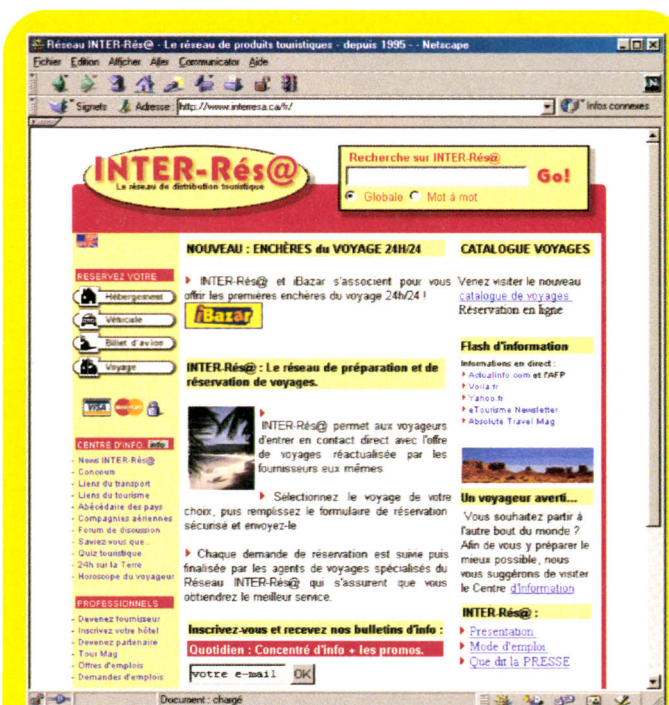 Réseau INTER-Rés@ - Le réseau de produits touristiques - depuis 1995 - - Netscape
Fichier Edition Afficher Aller Communicator Aide
Signets Adresse : http://www.interresa.ca/fr/ Infos connexes
INTER-Rés@
Le réseau de distribution touristique
Recherche sur INTER-Rés@
Go!
Globale Mot à mot
RESERVEZ VOTRE
Hébergement
Véhicule
Billet d'avion
Voyage
VISA
CENTRE D'INFO. info
- News INTER-Rés@
- Concours
- Liens du transport
- Liens du tourisme
- Abécédaire des pays
- Compagnies aériennes
- Forum de discussion
- Saviez vous que...
- Quiz touristique
- 24h sur la Terre
- Horoscope du voyageur
PROFESSIONNELS
- Devenez fournisseur
- Inscrivez votre hôtel
- Devenez partenaire
- Tour Mag
- Offres d'emplois
- Demandes d'emplois
NOUVEAU : ENCHÈRES du VOYAGE 24H/24
INTER-Rés@ et iBazar s'associent pour vous
offrir les premières enchères du voyage 24h/24 !
iBazar
INTER-Rés@ : Le réseau de préparation et de
réservation de voyages.
INTER-Rés@ permet aux voyageurs
d'entrer en contact direct avec l'offre
de voyages réactualisée par les
fournisseurs eux mêmes.
Sélectionnez le voyage de votre
choix, puis remplissez le formulaire de réservation
sécurisé et envoyez-le
Chaque demande de réservation est suivie puis
finalisée par les agents de voyages spécialisés du
Réseau INTER-Rés@ qui s'assurent que vous
obtiendrez le meilleur service.
Inscrivez-vous et recevez nos bulletins d'info :
Quotidien : Concentré d'info + les promos.
votre e-mail OK
CATALOGUE VOYAGES
Venez visiter le nouveau
catalogue de voyages
Réservation en ligne
Flash d'information
Informations en direct :
Actualinfo.com et l'AFP
Voila.fr
Yahoo.fr
eTourisme Newsletter
Absolute Travel Mag
Un voyageur averti...
Vous souhaitez partir à
l'autre bout du monde ?
Afin de vous y préparer le
mieux possible, nous
vous suggérons de visiter
le Centre d'Information
INTER-Rés@ :
Presentation
Mode d'emploi
Que dit la PRESSE
Document : chargé